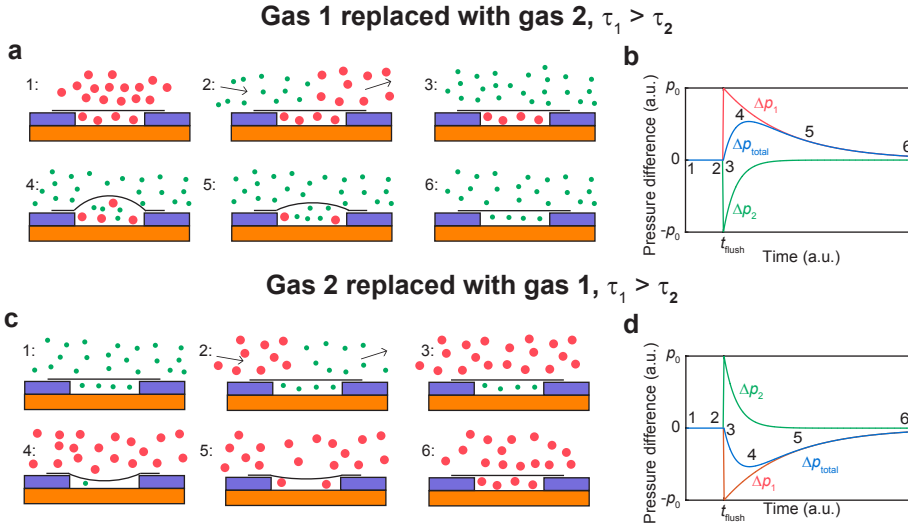 Gas 1 replaced with gas 2, τ1 > τ2
a
1:
2:
3:
4:
5:
6:
b
Pressure difference (a.u.)
p0
0
-p0
Δp1
Δptotal
Δp2
1
2
3
4
5
6
tflush
Time (a.u.)
Gas 2 replaced with gas 1, τ1 > τ2
c
1:
2:
3:
4:
5:
6:
d
Pressure difference (a.u.)
p0
0
-p0
Δp2
1
2
3
4
5
6
Δptotal
Δp1
tflush
Time (a.u.)